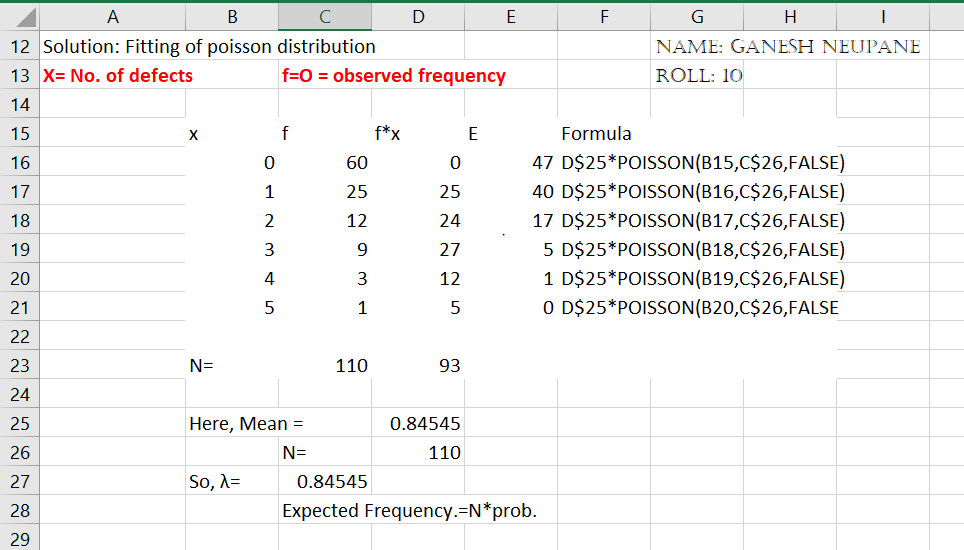 A B C D E F G H I
12 Solution: Fitting of poisson distribution NAME: GANESH NEUPANE
13 X= No. of defects f=O = observed frequency ROLL: 10
14
15 x f f*x E Formula
16 0 60 0 47 D$25*POISSON(B15,C$26,FALSE)
17 1 25 25 40 D$25*POISSON(B16,C$26,FALSE)
18 2 12 24 17 D$25*POISSON(B17,C$26,FALSE)
19 3 9 27 5 D$25*POISSON(B18,C$26,FALSE)
20 4 3 12 1 D$25*POISSON(B19,C$26,FALSE)
21 5 1 5 0 D$25*POISSON(B20,C$26,FALSE
22
23 N= 110 93
24
25 Here, Mean = 0.84545
26 N= 110
27 So, λ= 0.84545
28 Expected Frequency.=N*prob.
29